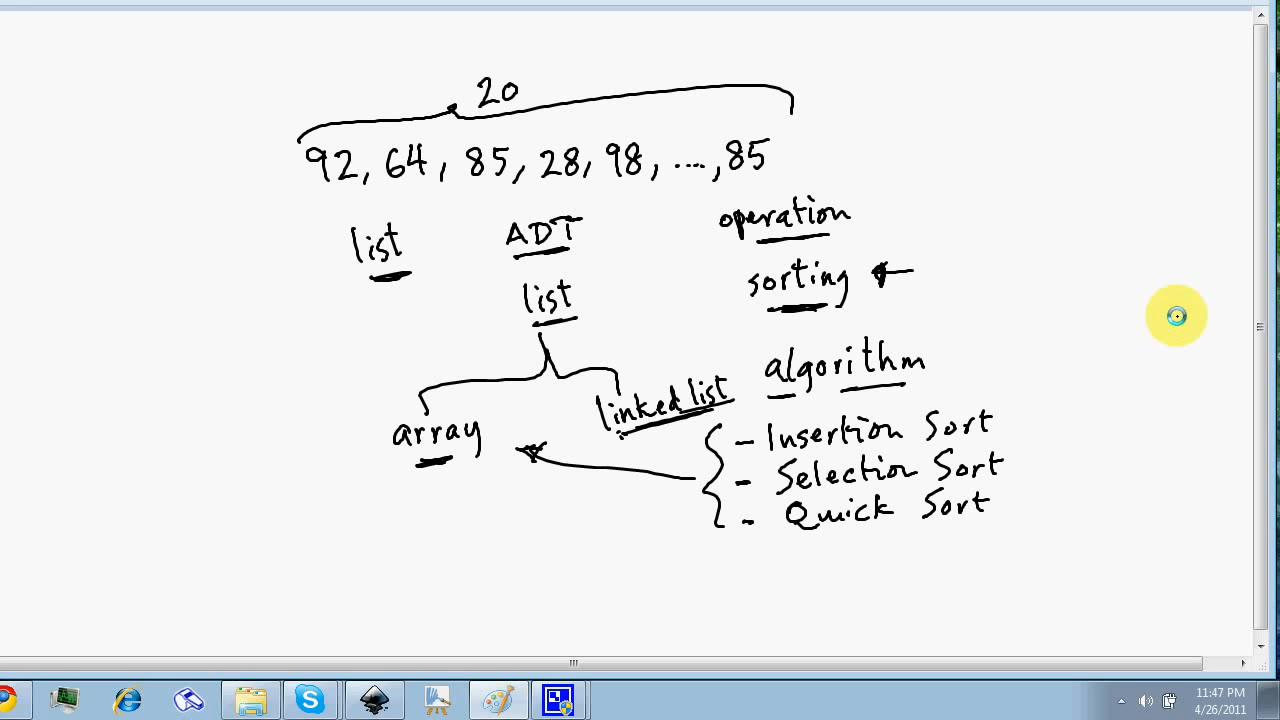 20
92, 64, 85, 28, 98, ...., 85
list ADT operation
list sorting
algorithm
array linked list
- Insertion Sort
- Selection Sort
- Quick Sort
11:47 PM
4/26/2011